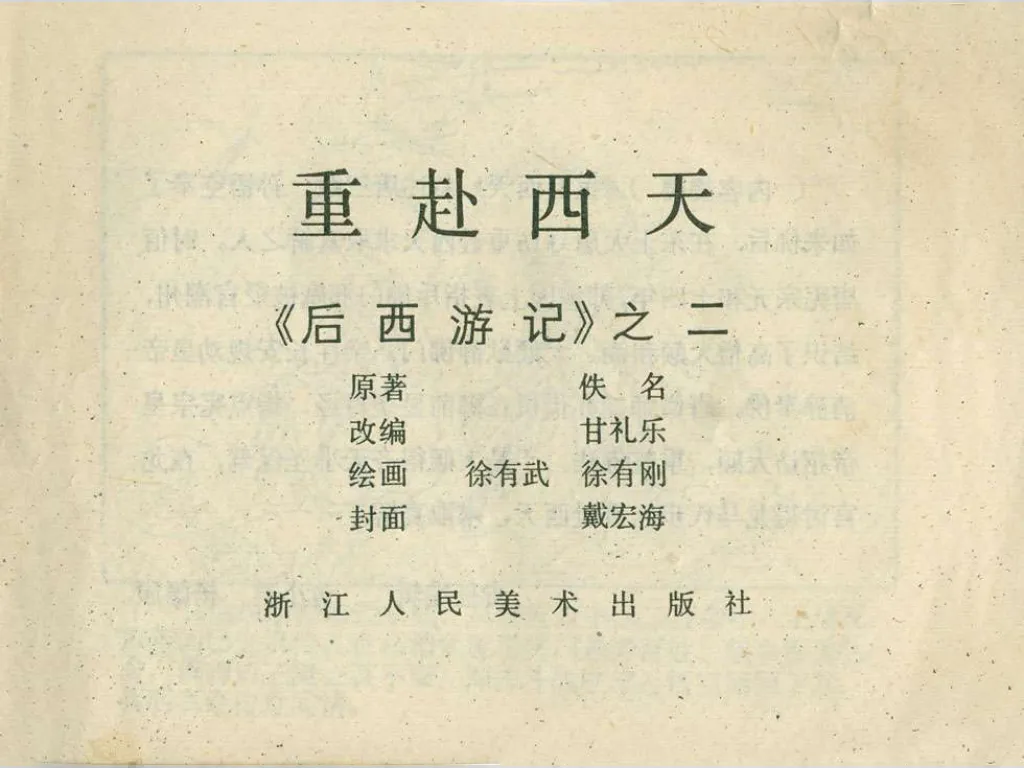 重赴西天
《后西游记》之二
原著 佚名
改编 甘礼乐
绘画 徐有武 徐有刚
封面 戴宏海
浙江人民美术出版社